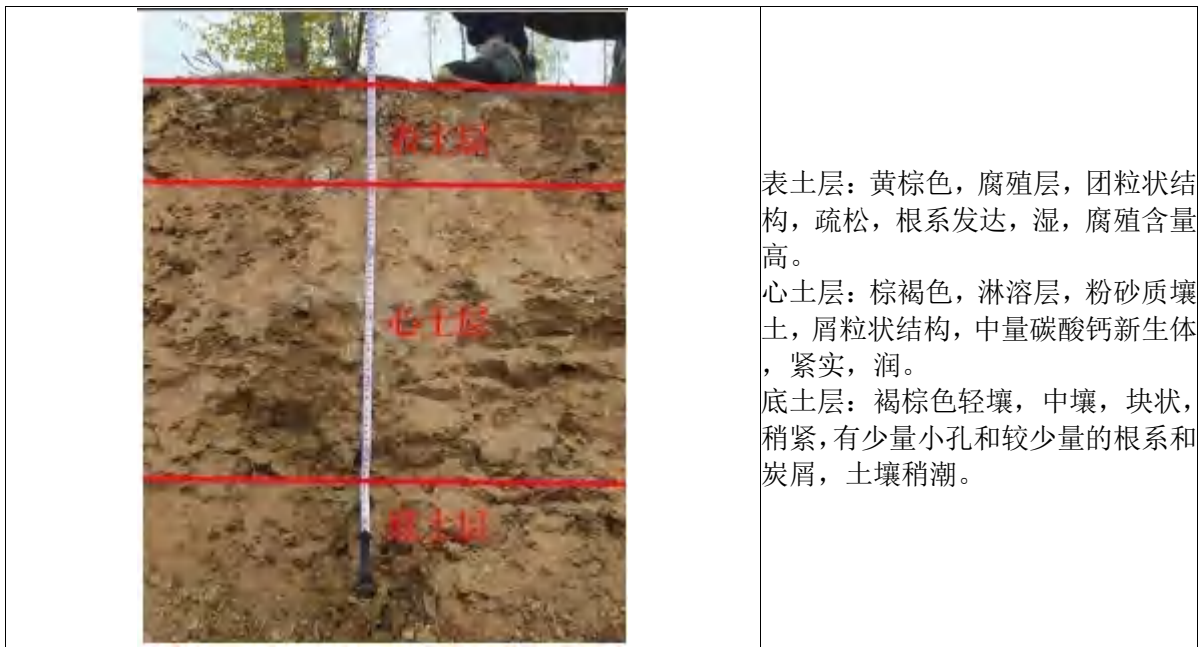 表土层
心土层
底土层
表土层：黄棕色，腐殖层，团粒状结
构，疏松，根系发达，湿，腐殖含量
高。
心土层：棕褐色，淋溶层，粉砂质壤
土，屑粒状结构，中量碳酸钙新生体
，紧实，润。
底土层：褐棕色轻壤，中壤，块状，
稍紧，有少量小孔和较少量的根系和
炭屑，土壤稍潮。